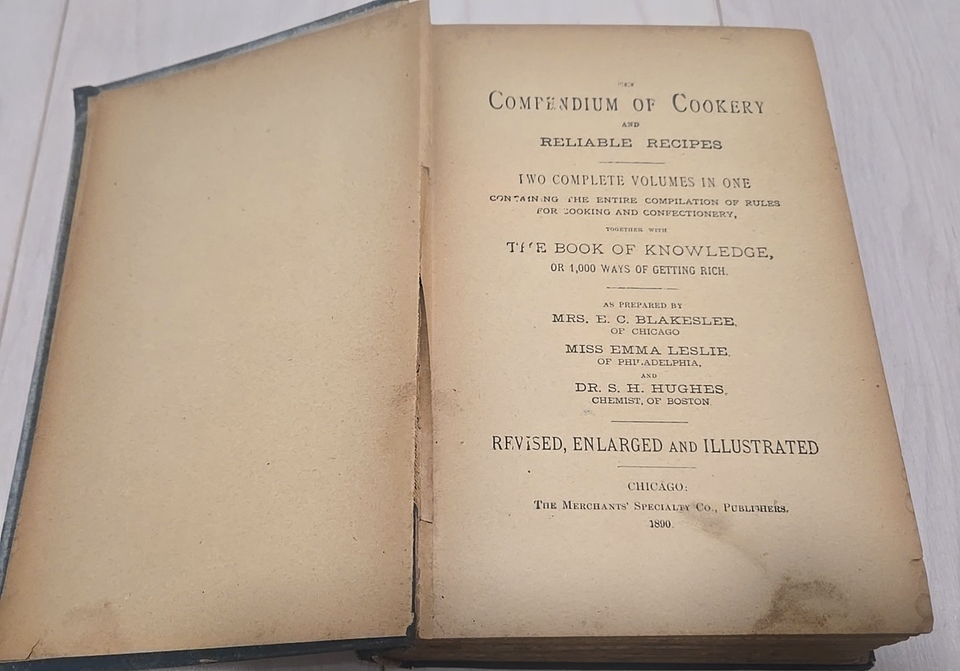 THE
COMPENDIUM OF COOKERY
AND
RELIABLE RECIPES
TWO COMPLETE VOLUMES IN ONE
CONTAINING THE ENTIRE COMPILATION OF RULES
FOR COOKING AND CONFECTIONERY,
TOGETHER WITH
THE BOOK OF KNOWLEDGE,
OR 1,000 WAYS OF GETTING RICH.
AS PREPARED BY
MRS. E. C. BLAKESLEE,
OF CHICAGO
MISS EMMA LESLIE,
OF PHILADELPHIA,
AND
DR. S. H. HUGHES,
CHEMIST, OF BOSTON.
REVISED, ENLARGED AND ILLUSTRATED
CHICAGO:
THE MERCHANTS' SPECIALTY CO., PUBLISHERS.
1890.